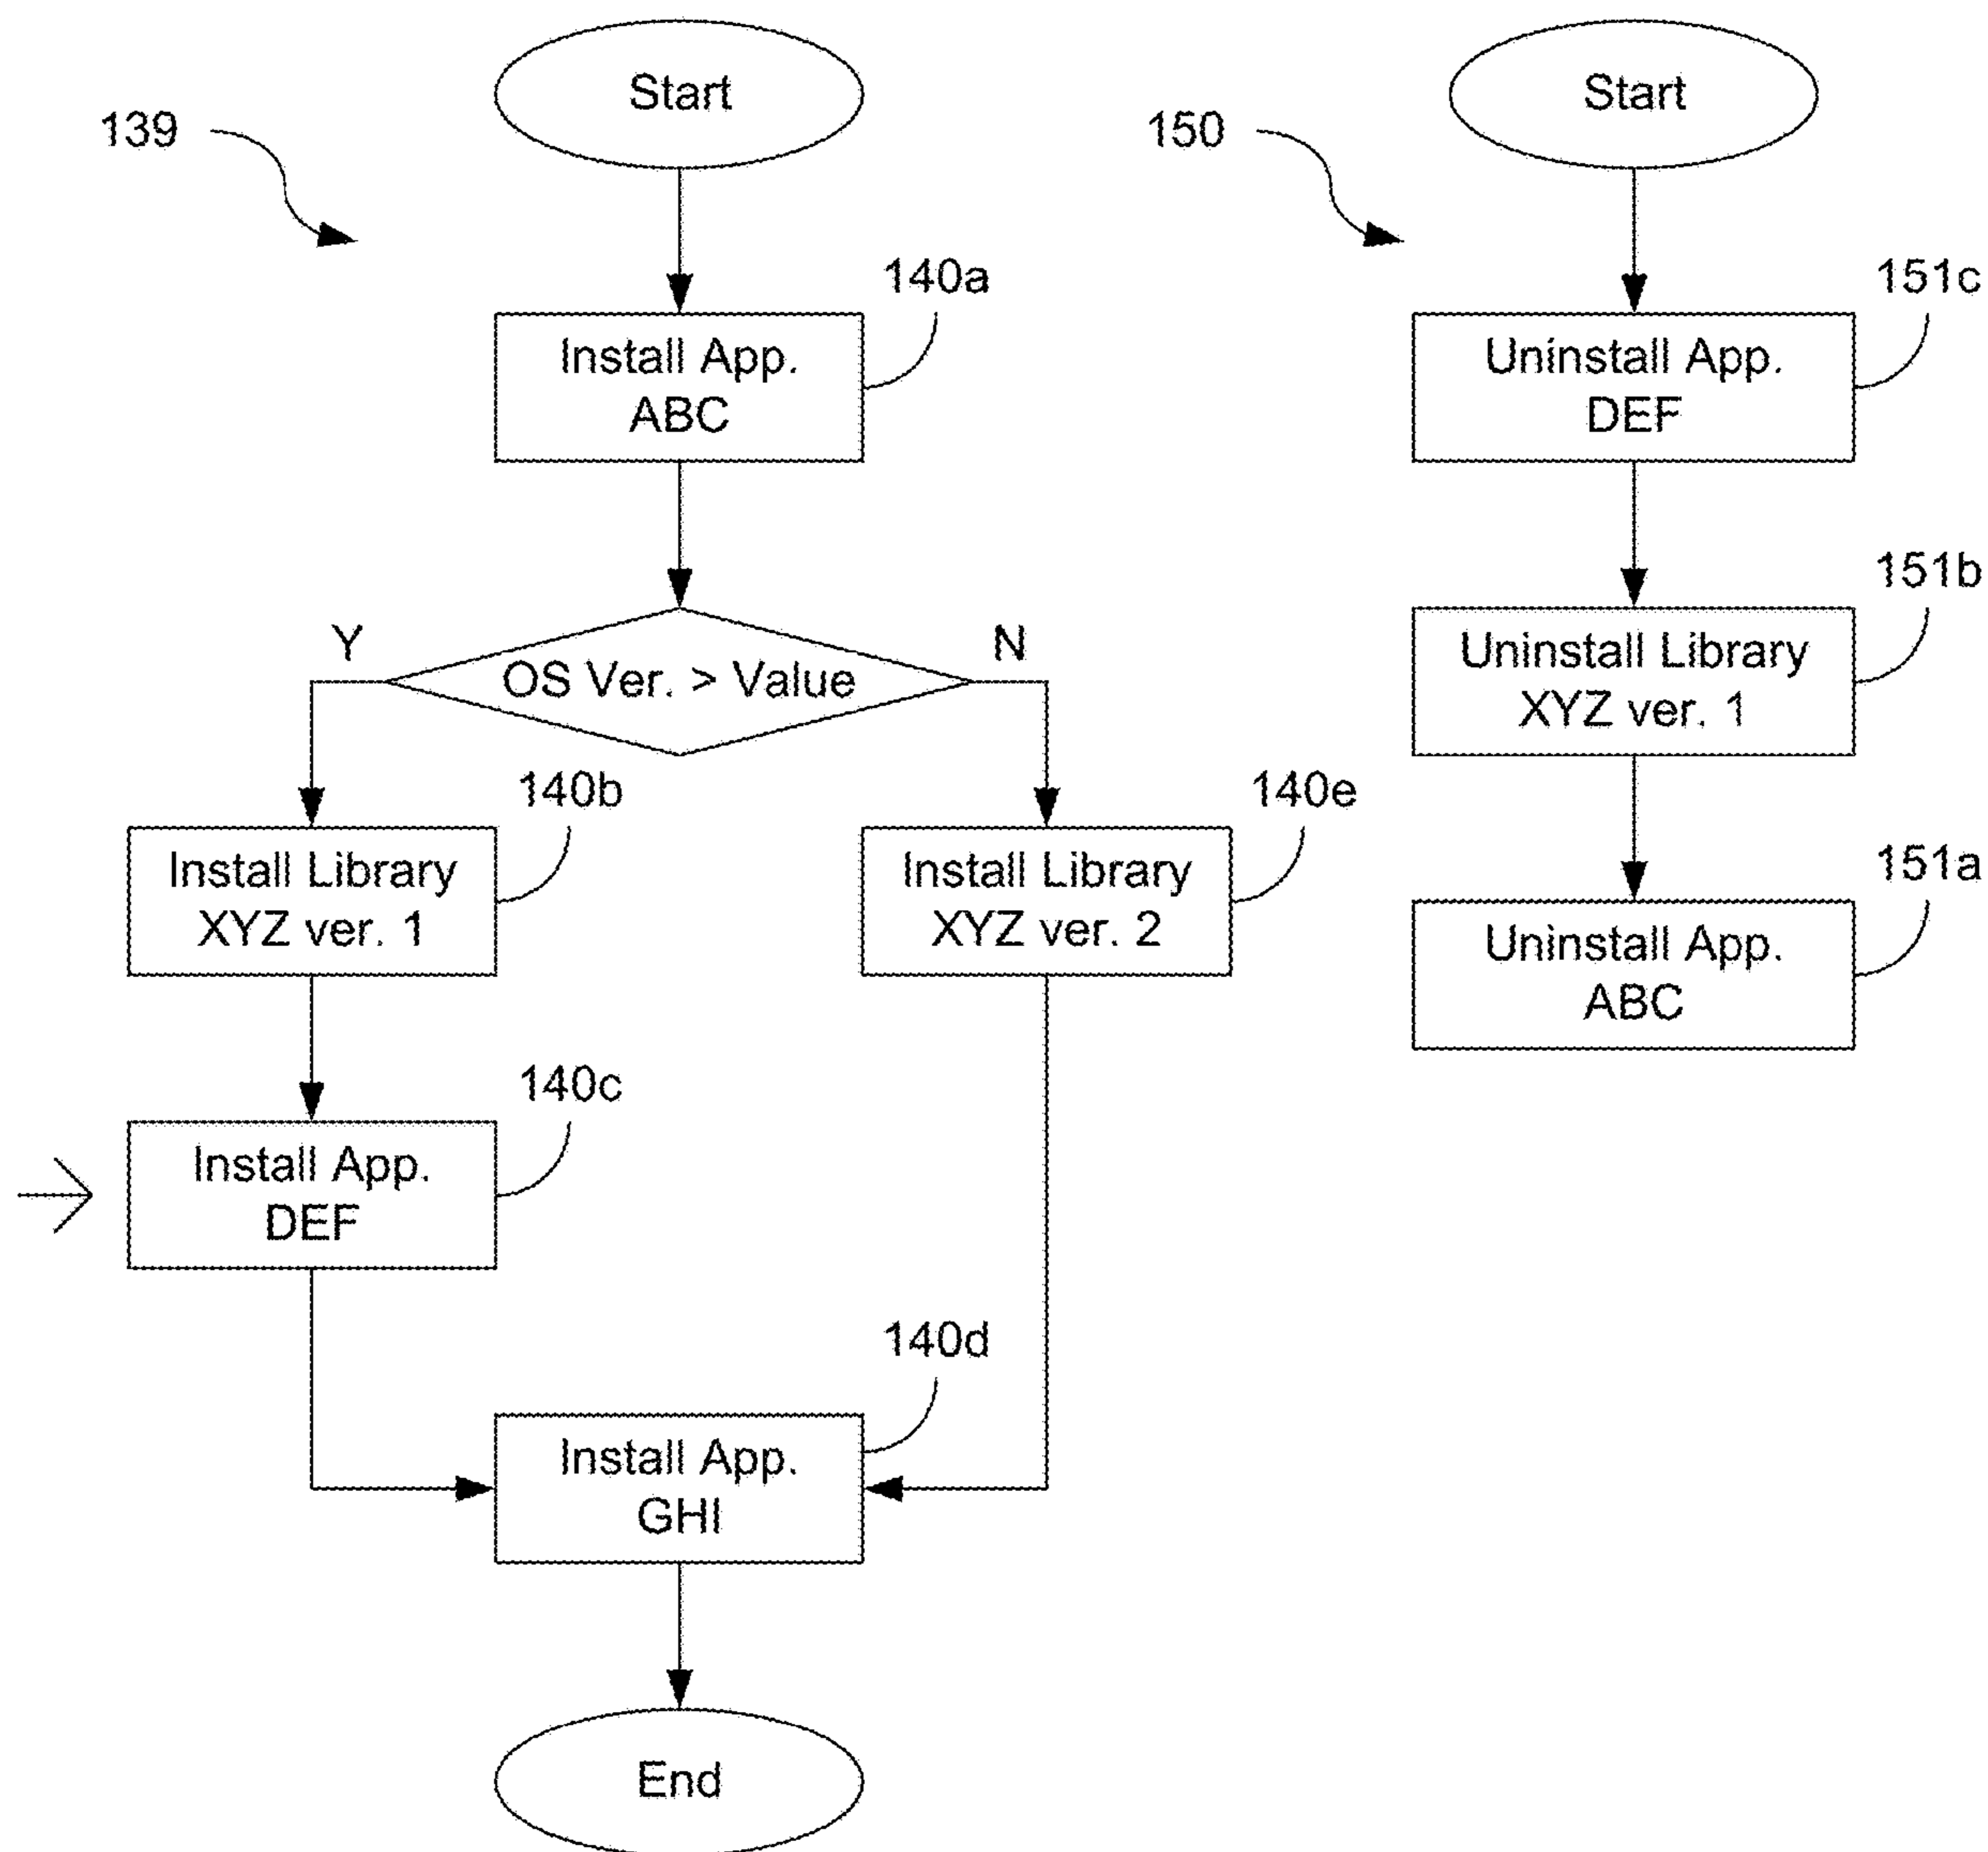 Start
139
140a
Install App.
ABC
Y
OS Ver. > Value
N
140b
Install Library
XYZ ver. 1
140e
Install Library
XYZ ver. 2
140c
Install App.
DEF
140d
Install App.
GHI
End
Start
150
151c
Uninstall App.
DEF
151b
Uninstall Library
XYZ ver. 1
151a
Uninstall App.
ABC